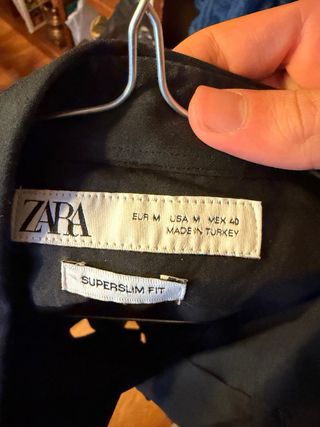 ZARA
EUR M USA M MEX 40
MADE IN TURKEY
SUPERSLIM FIT